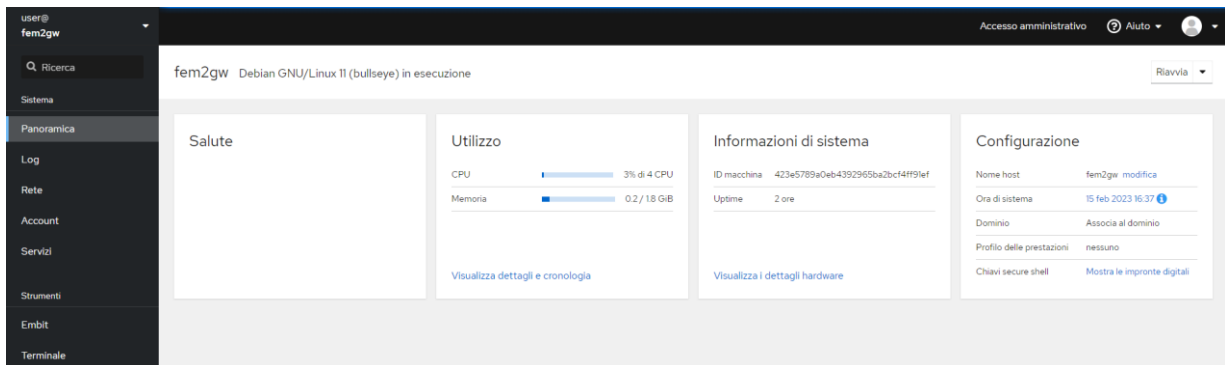 user@
fem2gw
Accesso amministrativo
Aiuto
Ricerca
Sistema
Panoramica
Log
Rete
Account
Servizi
Strumenti
Embit
Terminale
fem2gw Debian GNU/Linux 11 (bullseye) in esecuzione
Riavvia
Salute
Utilizzo
CPU 3% di 4 CPU
Memoria 0.2 / 1.8 GiB
Visualizza dettagli e cronologia
Informazioni di sistema
ID macchina 423e5789a0eb4392965ba2bcf4ff91ef
Uptime 2 ore
Visualizza i dettagli hardware
Configurazione
Nome host fem2gw modifica
Ora di sistema 15 feb 2023 16:37
Dominio Associa al dominio
Profilo delle prestazioni nessuno
Chiavi secure shell Mostra le impronte digitali